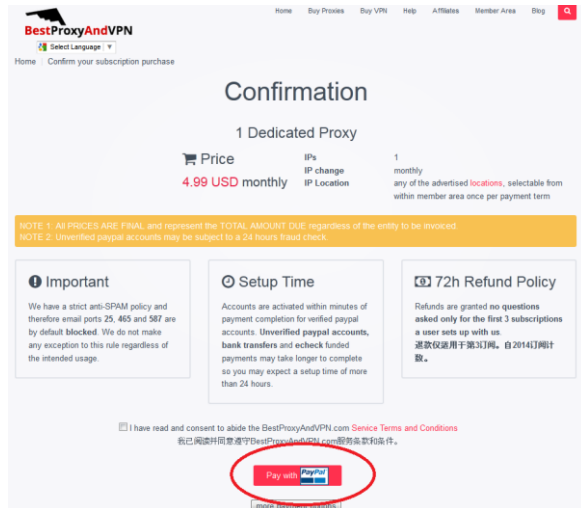 Home Buy Proxies Buy VPN Help Affiliates Member Area Blog
BestProxyAndVPN
Select Language ▼
Home Confirm your subscription purchase
Confirmation
1 Dedicated Proxy
Price
4.99 USD monthly
IPs 1
IP change monthly
IP Location any of the advertised locations, selectable from
within member area once per payment term
NOTE 1: All PRICES ARE FINAL and represent the TOTAL AMOUNT DUE regardless of the entity to be invoiced.
NOTE 2: Unverified paypal accounts may be subject to a 24 hours fraud check.
Important
We have a strict anti-SPAM policy and
therefore email ports 25, 465 and 587 are
by default blocked. We do not make
any exception to this rule regardless of
the intended usage.
Setup Time
Accounts are activated within minutes of
payment completion for verified paypal
accounts. Unverified paypal accounts,
bank transfers and echeck funded
payments may take longer to complete
so you may expect a setup time of more
than 24 hours.
72h Refund Policy
Refunds are granted no questions
asked only for the first 3 subscriptions
a user sets up with us.
退款仅适用于第3订阅。自2014订阅计
数。
I have read and consent to abide the BestProxyAndVPN.com Service Terms and Conditions
我已阅读并同意遵守BestProxyAndVPN.com服务条款和条件。
Pay with PayPal